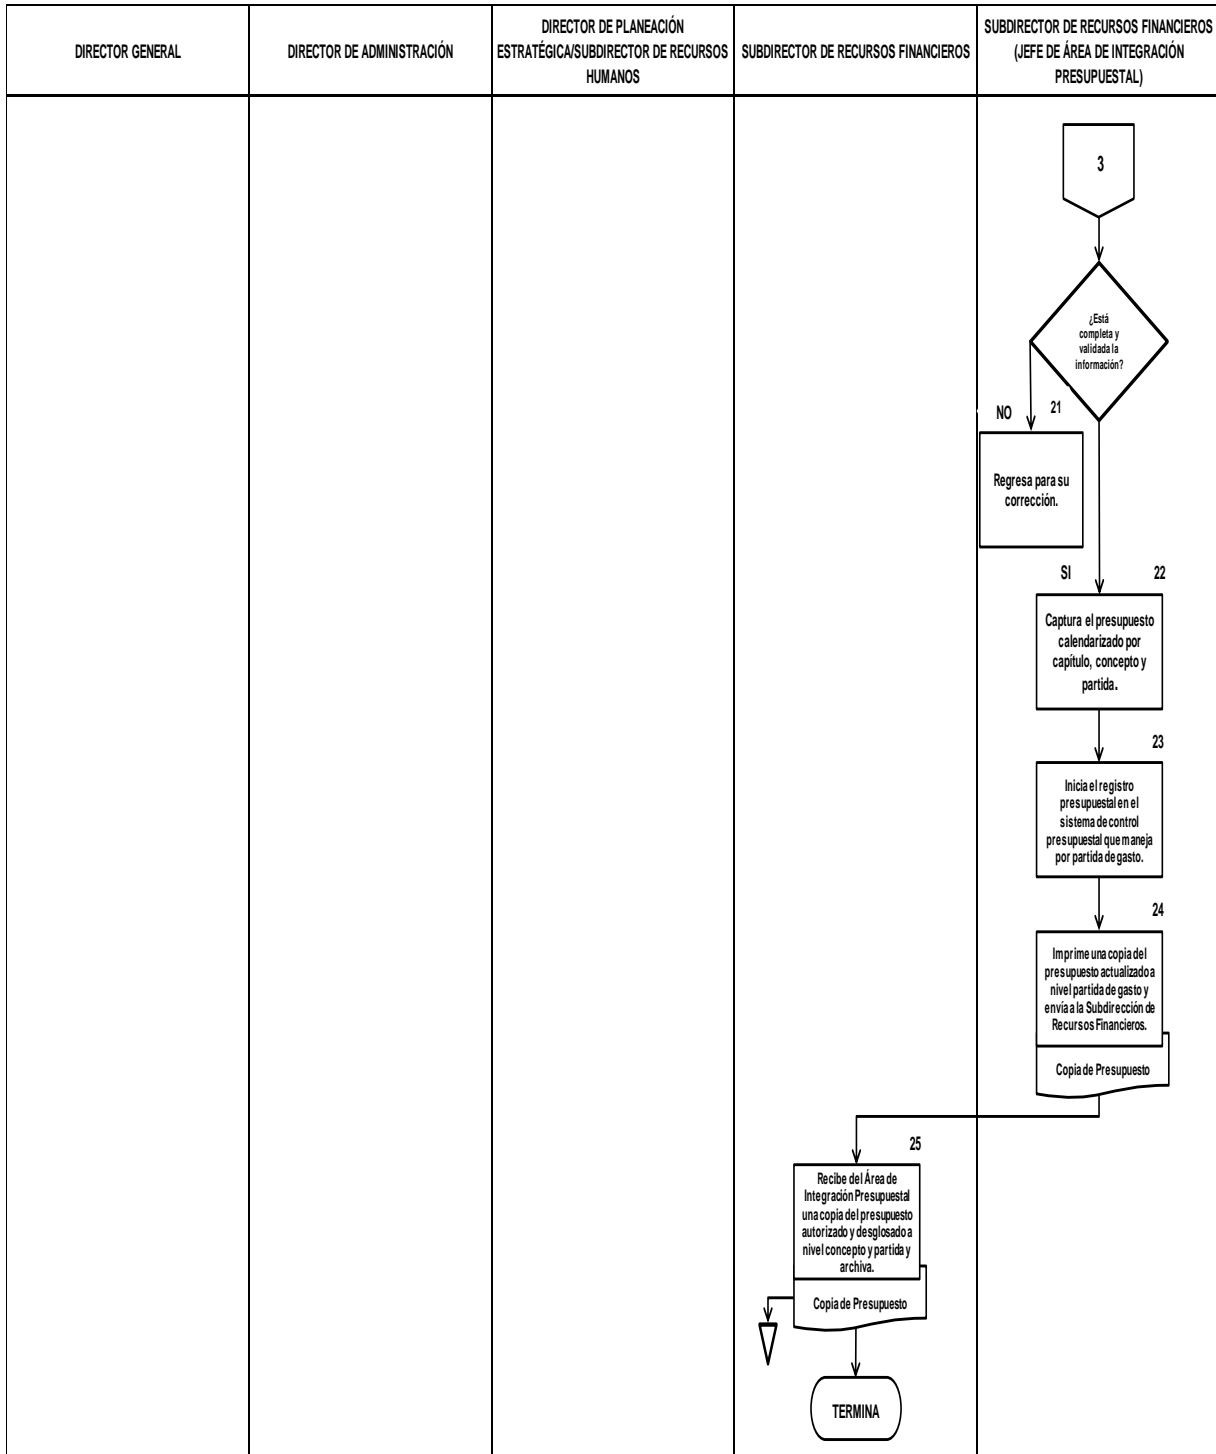 DIRECTOR GENERAL
DIRECTOR DE ADMINISTRACIÓN
DIRECTOR DE PLANEACIÓN
ESTRATÉGICA/SUBDIRECTOR DE RECURSOS
HUMANOS
SUBDIRECTOR DE RECURSOS FINANCIEROS
SUBDIRECTOR DE RECURSOS FINANCIEROS
(JEFE DE ÁREA DE INTEGRACIÓN
PRESUPUESTAL)
3
¿Está
completa y
validada la
información?
NO
21
Regresa para su
corrección.
SI
22
Captura el presupuesto
calendarizado por
capítulo, concepto y
partida.
23
Inicia el registro
presupuestal en el
sistema de control
presupuestal que maneja
por partida de gasto.
24
Imprime una copia del
presupuesto actualizado a
nivel partida de gasto y
envía a la Subdirección de
Recursos Financieros.
Copia de Presupuesto
25
Recibe del Área de
Integración Presupuestal
una copia del presupuesto
autorizado y desglosado a
nivel concepto y partida y
archiva.
Copia de Presupuesto
TERMINA